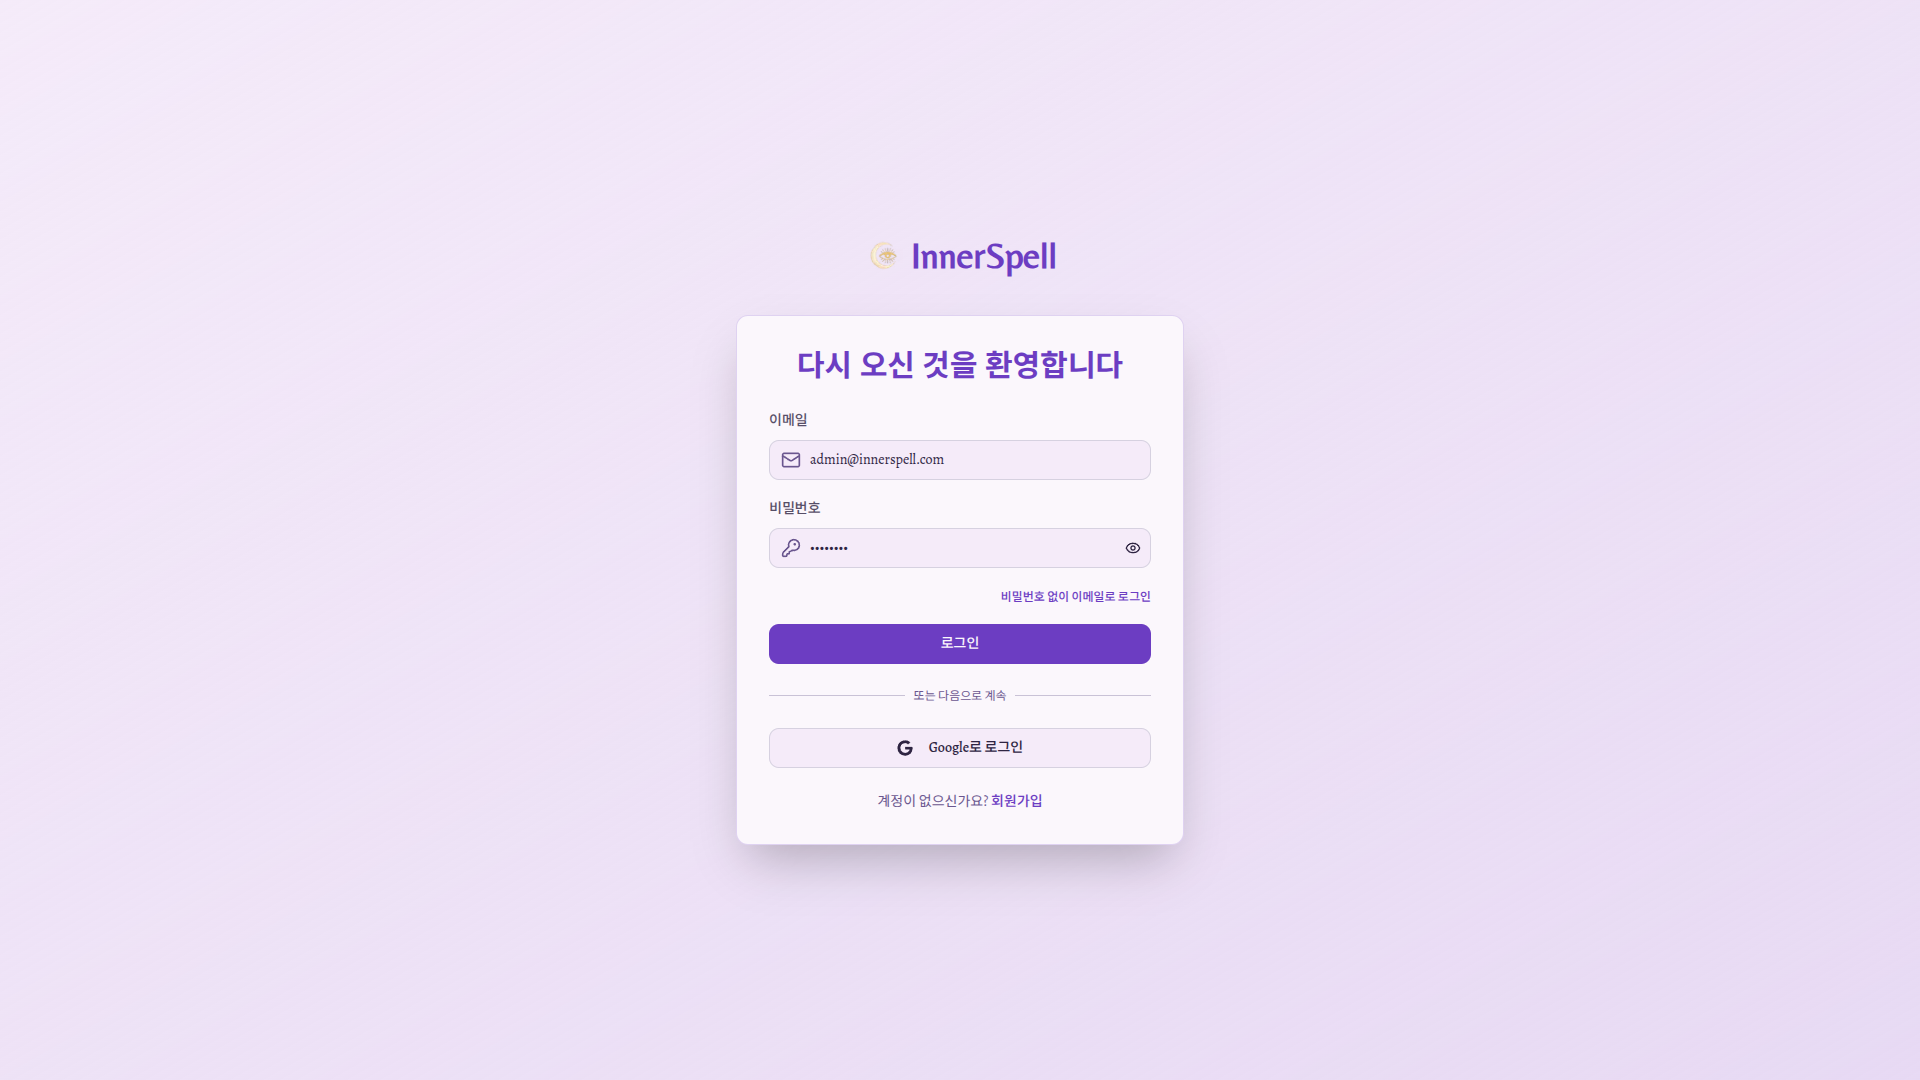 InnerSpell
다시 오신 것을 환영합니다
이메일
admin@innerspell.com
비밀번호
••••••••
비밀번호 없이 이메일로 로그인
로그인
또는 다음으로 계속
Google로 로그인
계정이 없으신가요? 회원가입